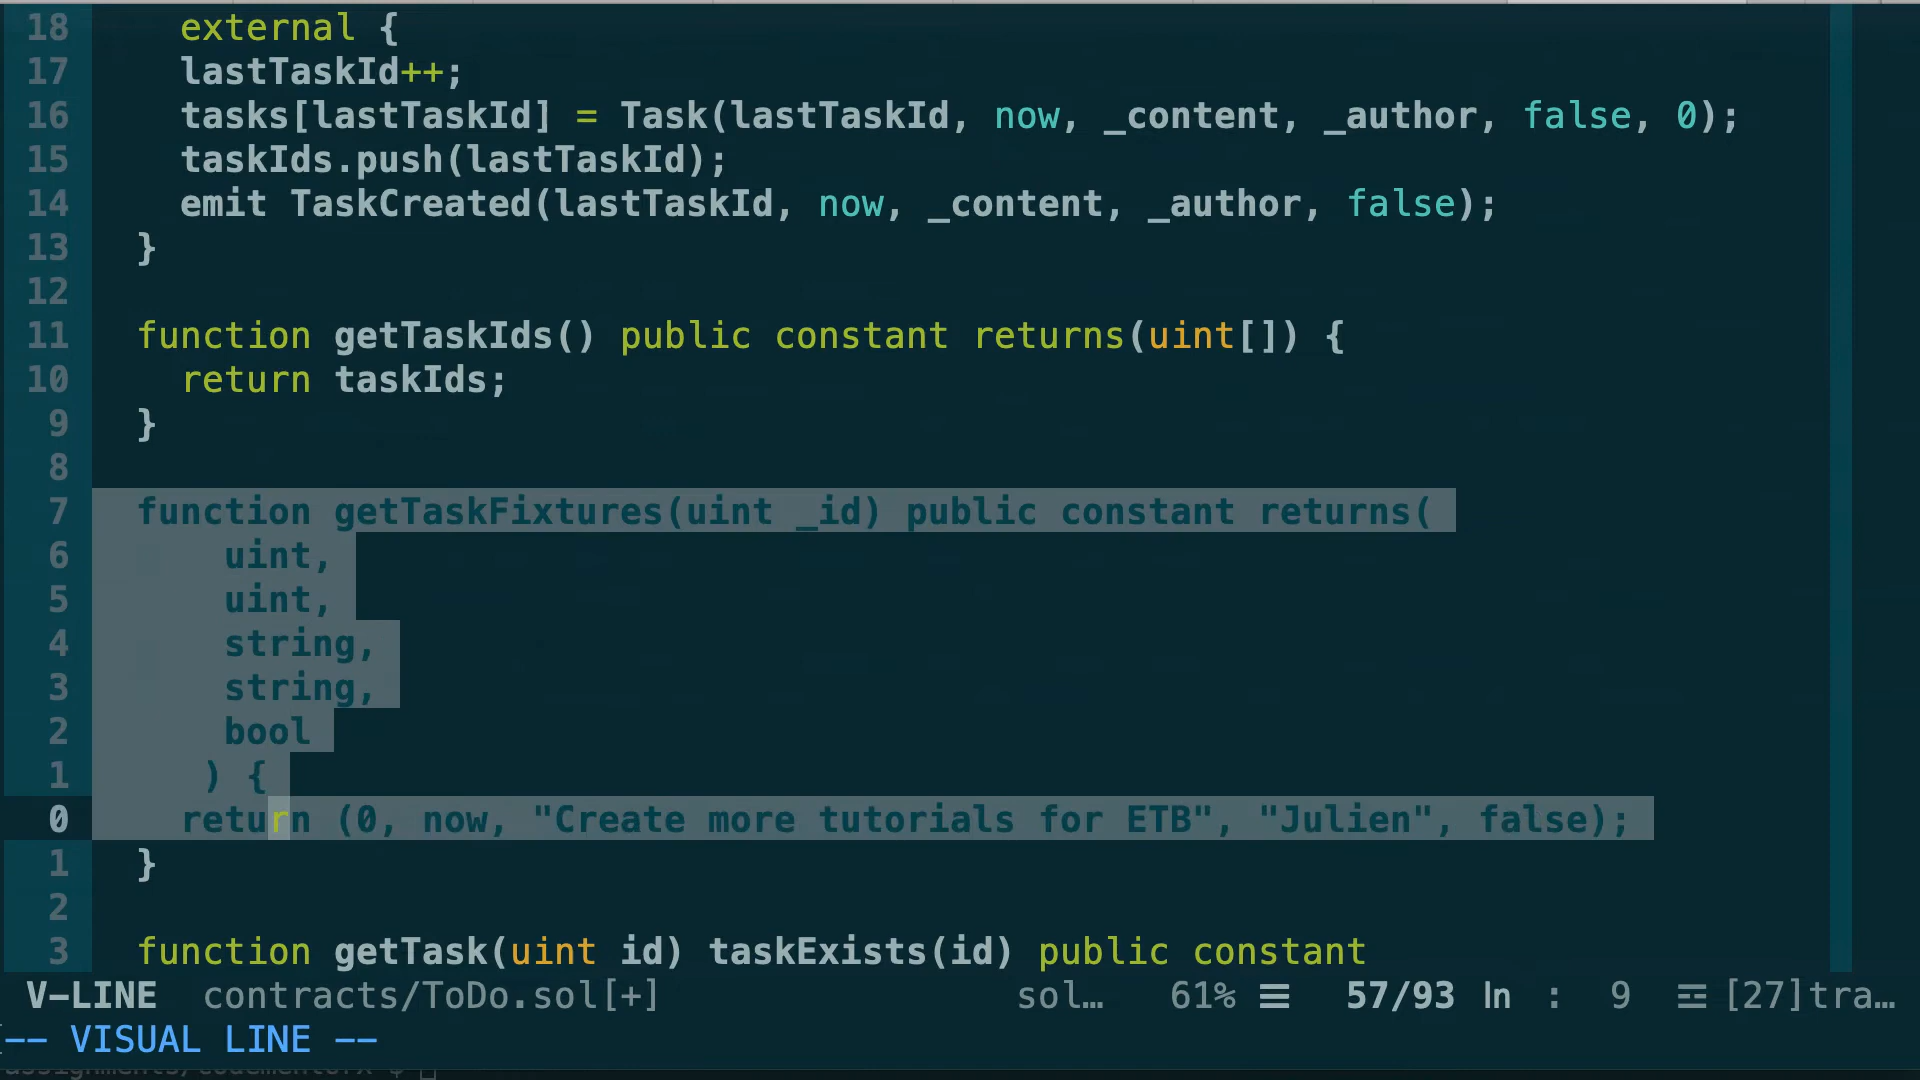 18 external {
17 lastTaskId++;
16 tasks[lastTaskId] = Task(lastTaskId, now, _content, _author, false, 0);
15 taskIds.push(lastTaskId);
14 emit TaskCreated(lastTaskId, now, _content, _author, false);
13 }
12
11 function getTaskIds() public constant returns(uint[]) {
10 return taskIds;
9 }
8
7 function getTaskFixtures(uint _id) public constant returns(
6 uint,
5 uint,
4 string,
3 string,
2 bool
1 ) {
0 return (0, now, "Create more tutorials for ETB", "Julien", false);
1 }
2
3 function getTask(uint id) taskExists(id) public constant
V-LINE contracts/ToDo.sol[+] sol… 61% ☰ 57/93 ln : 9 ☲ [27]tra…
-- VISUAL LINE --